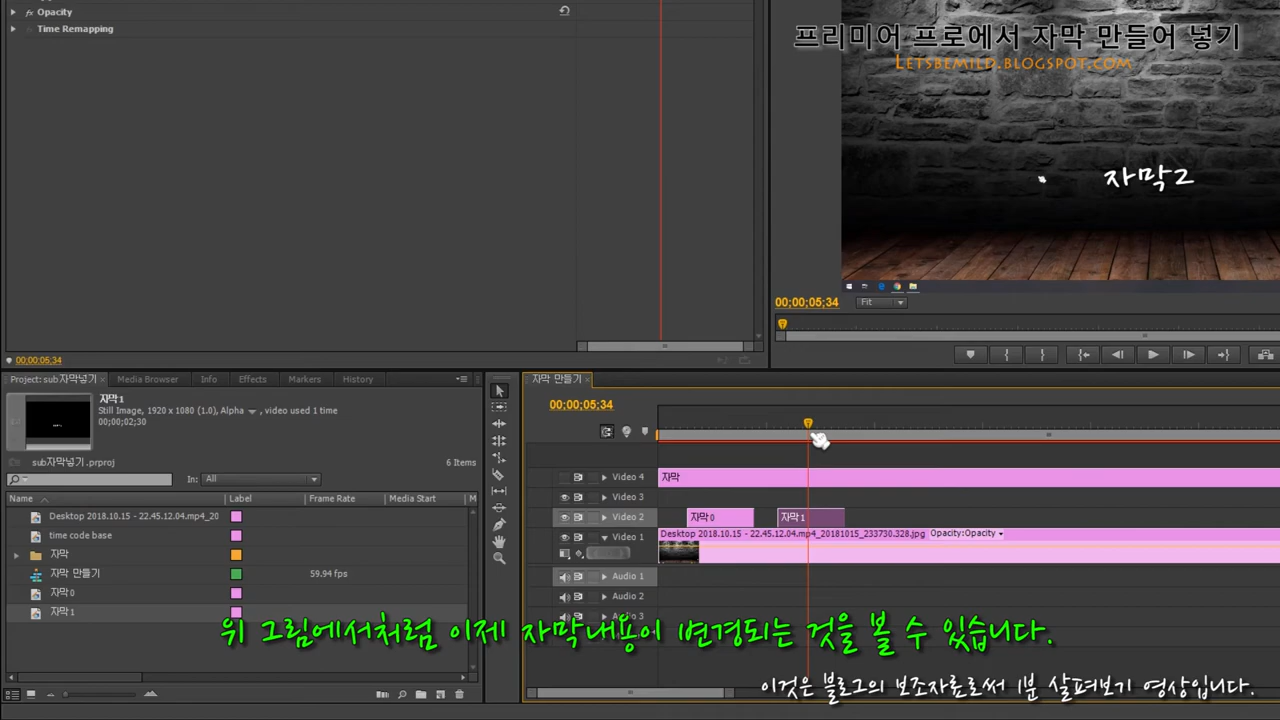 Opacity
Time Remapping
00;00;05;34
프리미어 프로에서 자막 만들어 넣기
LETSBEMILD.BLOGSPOT.COM
자막2
00;00;05;34
Fit
Project: sub자막넣기
Media Browser
Info
Effects
Markers
History
자막1
Still Image, 1920 x 1080 (1.0), Alpha
, video used 1 time
00;00;02;30
sub자막넣기.prproj
6 Items
In: All
Name
Label
Frame Rate
Media Start
M
Desktop 2018.10.15 - 22.45.12.04.mp4_20
time code base
자막
자막 만들기
59.94 fps
자막0
자막1
자막 만들기
00;00;05;34
Video 4
자막
Video 3
Video 2
자막0
자막1
Video 1
Desktop 2018.10.15 - 22.45.12.04.mp4_20181015_233730.328.jpg
Opacity:Opacity
Audio 1
Audio 2
Audio 3
위 그림에서처럼 이제 자막내용이 변경되는 것을 볼 수 있습니다.
이것은 블로그의 보조자료로써 1분 살펴보기 영상입니다.